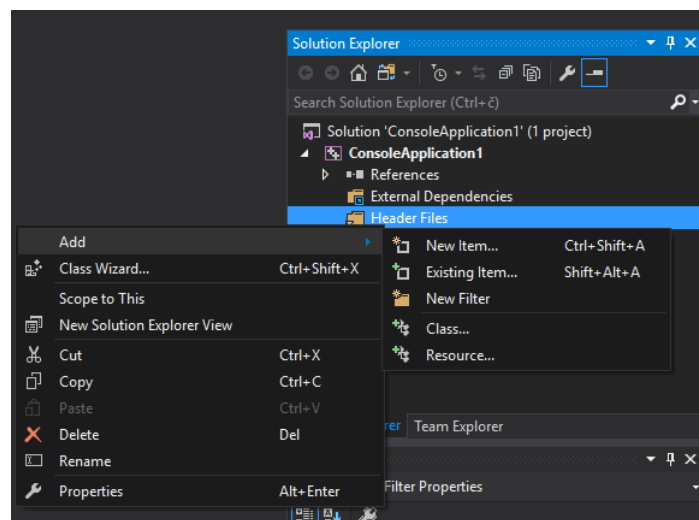 Solution Explorer
Search Solution Explorer (Ctrl+č)
Solution 'ConsoleApplication1' (1 project)
ConsoleApplication1
References
External Dependencies
Header Files
Add
Class Wizard... Ctrl+Shift+X
Scope to This
New Solution Explorer View
Cut Ctrl+X
Copy Ctrl+C
Paste Ctrl+V
Delete Del
Rename
Properties Alt+Enter
New Item... Ctrl+Shift+A
Existing Item... Shift+Alt+A
New Filter
Class...
Resource...
rer Team Explorer
Filter Properties